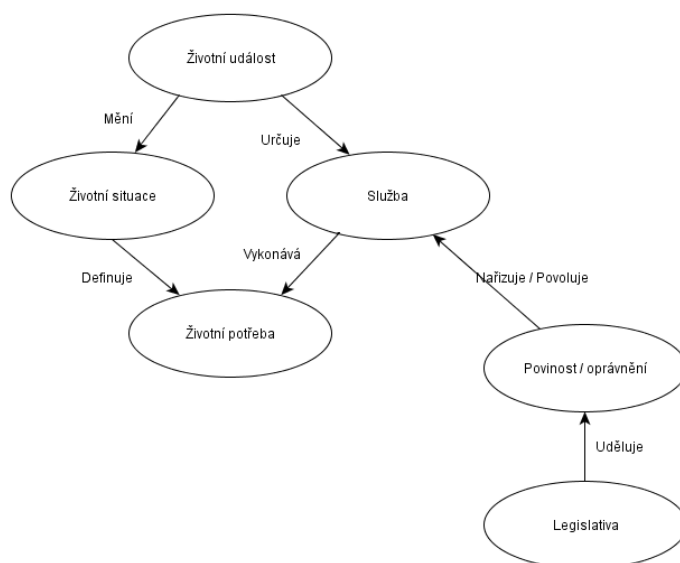 Životní událost
Mění
Určuje
Životní situace
Služba
Definuje
Vykonává
Nařizuje / Povoluje
Životní potřeba
Povinost / oprávnění
Uděluje
Legislativa